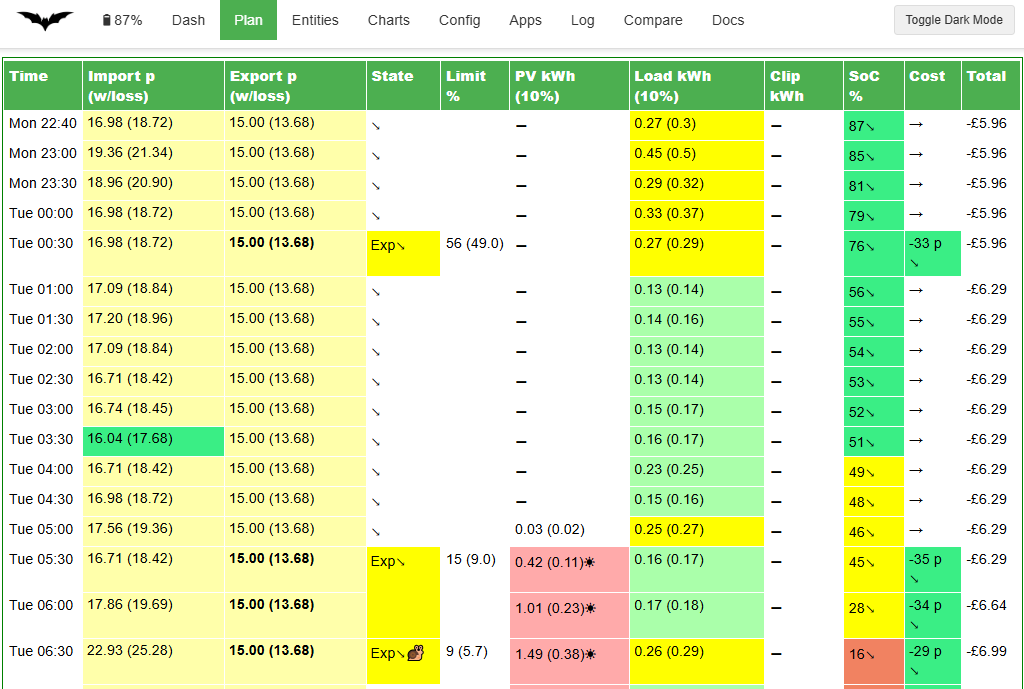 87% Dash Plan Entities Charts Config Apps Log Compare Docs Toggle Dark Mode
Time Import p (w/loss) Export p (w/loss) State Limit % PV kWh (10%) Load kWh (10%) Clip kWh SoC % Cost Total
Mon 22:40 16.98 (18.72) 15.00 (13.68) ↘ – 0.27 (0.3) – 87↘ → -£5.96
Mon 23:00 19.36 (21.34) 15.00 (13.68) ↘ – 0.45 (0.5) – 85↘ → -£5.96
Mon 23:30 18.96 (20.90) 15.00 (13.68) ↘ – 0.29 (0.32) – 81↘ → -£5.96
Tue 00:00 16.98 (18.72) 15.00 (13.68) ↘ – 0.33 (0.37) – 79↘ → -£5.96
Tue 00:30 16.98 (18.72) 15.00 (13.68) Exp↘ 56 (49.0) – 0.27 (0.29) – 76↘ -33 p ↘ -£5.96
Tue 01:00 17.09 (18.84) 15.00 (13.68) ↘ – 0.13 (0.14) – 56↘ → -£6.29
Tue 01:30 17.20 (18.96) 15.00 (13.68) ↘ – 0.14 (0.16) – 55↘ → -£6.29
Tue 02:00 17.09 (18.84) 15.00 (13.68) ↘ – 0.13 (0.14) – 54↘ → -£6.29
Tue 02:30 16.71 (18.42) 15.00 (13.68) ↘ – 0.13 (0.14) – 53↘ → -£6.29
Tue 03:00 16.74 (18.45) 15.00 (13.68) ↘ – 0.15 (0.17) – 52↘ → -£6.29
Tue 03:30 16.04 (17.68) 15.00 (13.68) ↘ – 0.16 (0.17) – 51↘ → -£6.29
Tue 04:00 16.71 (18.42) 15.00 (13.68) ↘ – 0.23 (0.25) – 49↘ → -£6.29
Tue 04:30 16.98 (18.72) 15.00 (13.68) ↘ – 0.15 (0.16) – 48↘ → -£6.29
Tue 05:00 17.56 (19.36) 15.00 (13.68) ↘ 0.03 (0.02) 0.25 (0.27) – 46↘ → -£6.29
Tue 05:30 16.71 (18.42) 15.00 (13.68) Exp↘ 15 (9.0) 0.42 (0.11)☀ 0.16 (0.17) – 45↘ -35 p ↘ -£6.29
Tue 06:00 17.86 (19.69) 15.00 (13.68) 1.01 (0.23)☀ 0.17 (0.18) – 28↘ -34 p ↘ -£6.64
Tue 06:30 22.93 (25.28) 15.00 (13.68) Exp↘🐿 9 (5.7) 1.49 (0.38)☀ 0.26 (0.29) – 16↘ -29 p ↘ -£6.99